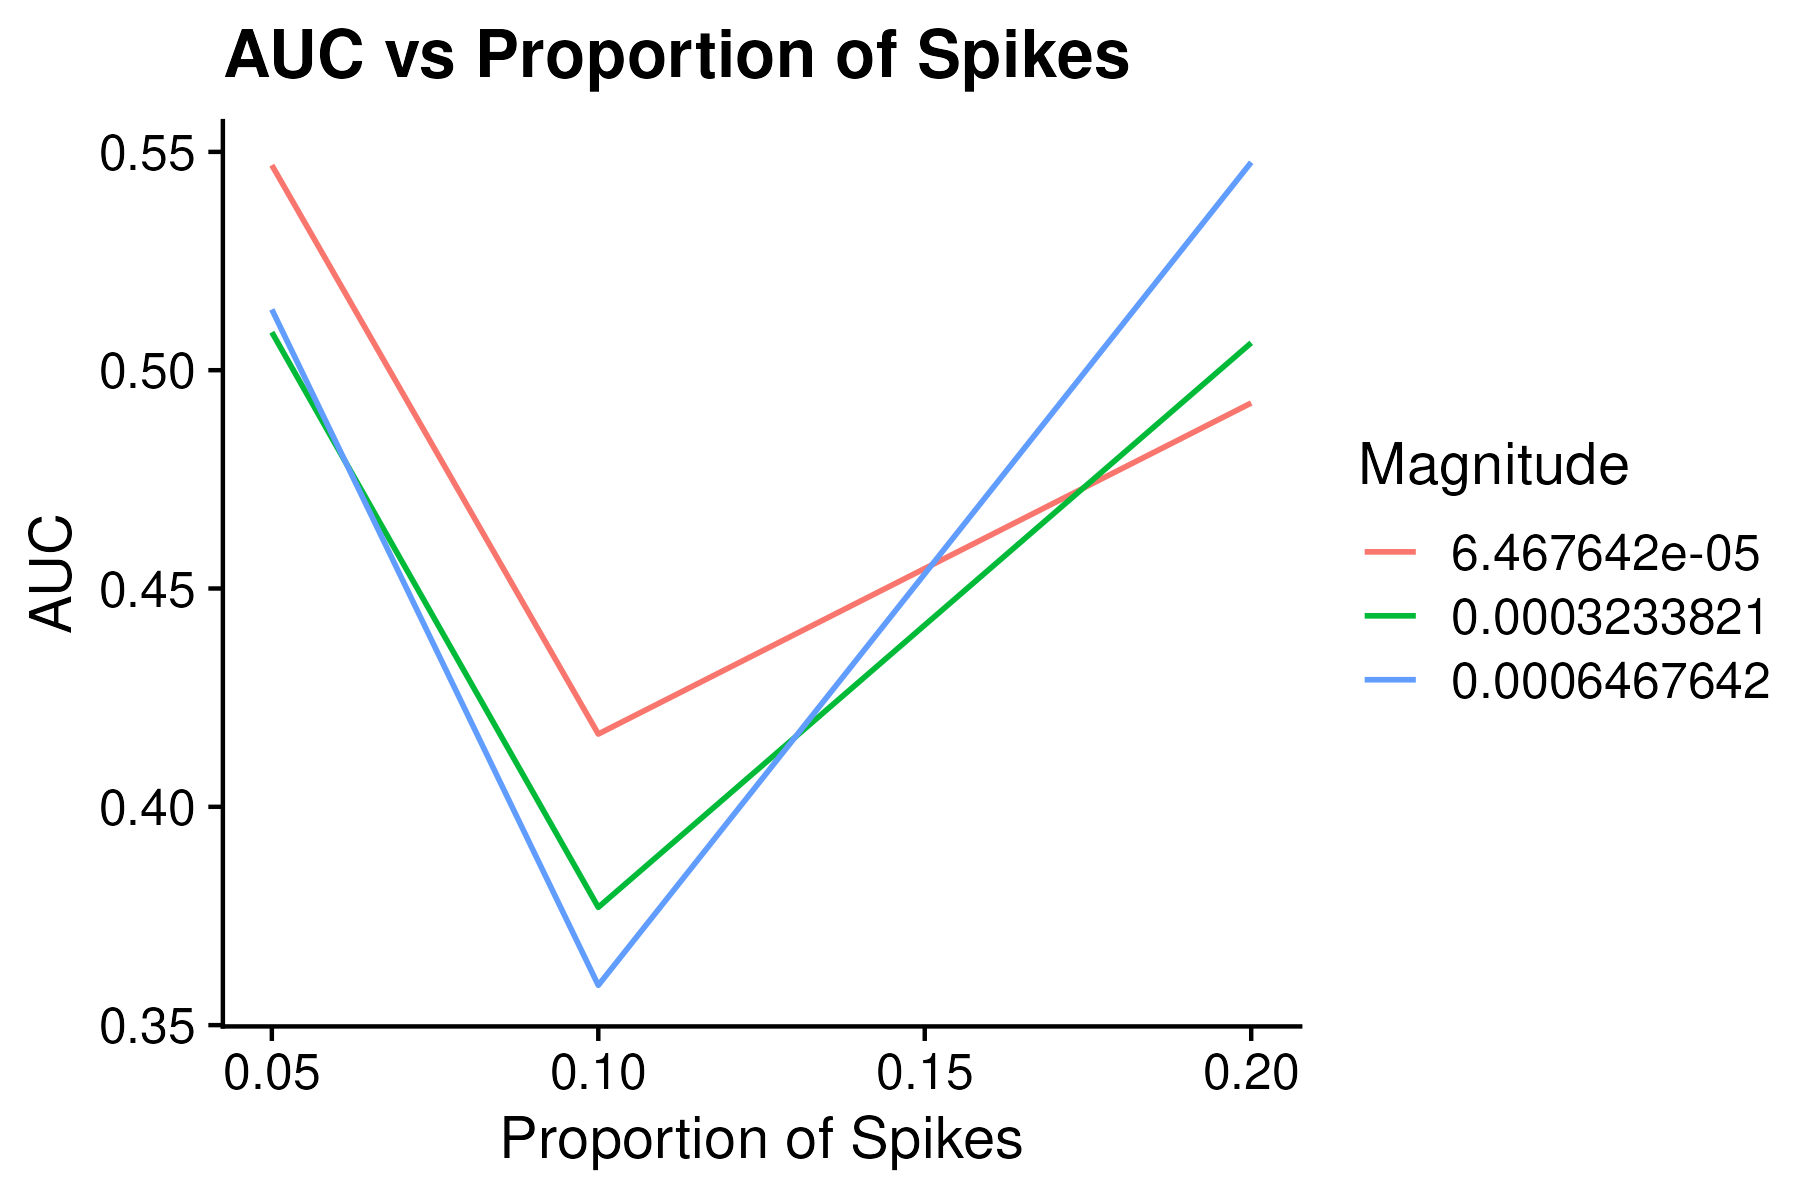 AUC vs Proportion of Spikes
AUC
0.55
0.50
0.45
0.40
0.35
0.05 0.10 0.15 0.20
Proportion of Spikes
Magnitude
6.467642e-05
0.0003233821
0.0006467642